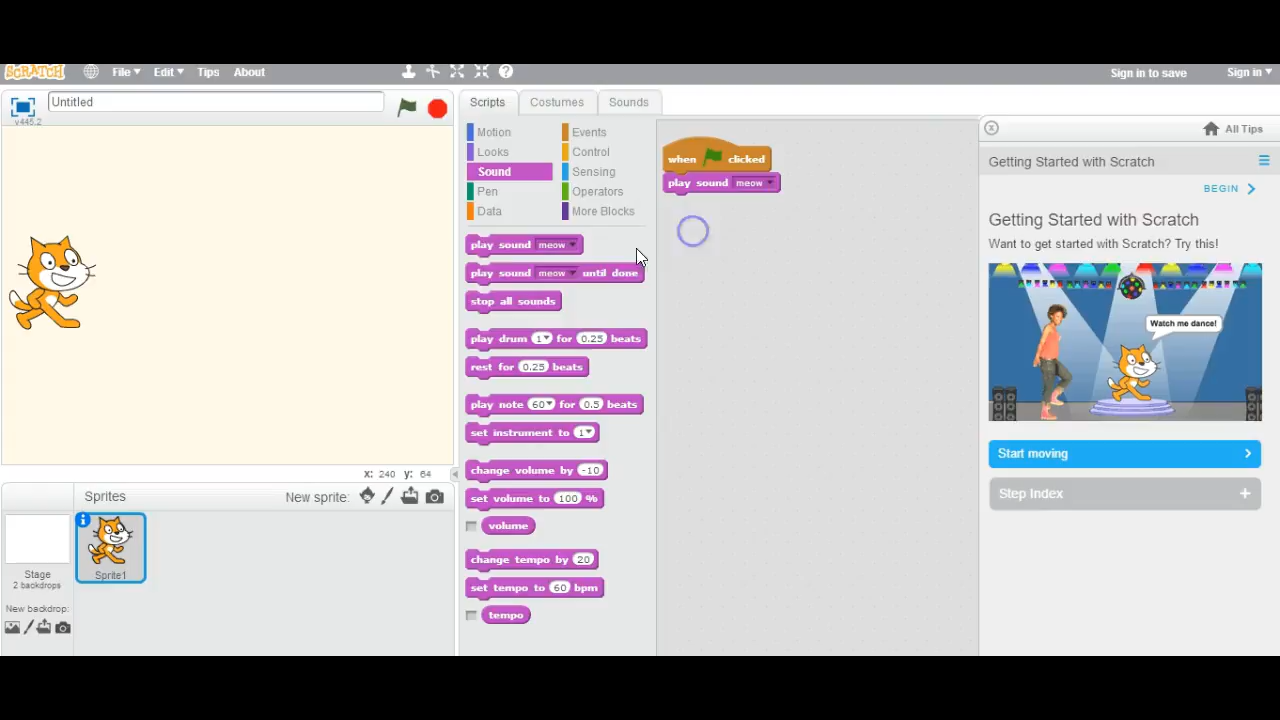 SCRATCH File Edit Tips About Sign in to save Sign in
Untitled
v445.2
Scripts Costumes Sounds
Motion Events
Looks Control
Sound Sensing
Pen Operators
Data More Blocks
play sound meow
play sound meow until done
stop all sounds
play drum 1 for 0.25 beats
rest for 0.25 beats
play note 60 for 0.5 beats
set instrument to 1
change volume by -10
set volume to 100 %
volume
change tempo by 20
set tempo to 60 bpm
tempo
when clicked
play sound meow
All Tips
Getting Started with Scratch
BEGIN
Getting Started with Scratch
Want to get started with Scratch? Try this!
Watch me dance!
Start moving
Step Index
x: 240 y: 64
Sprites New sprite:
Sprite1
Stage
2 backdrops
New backdrop: